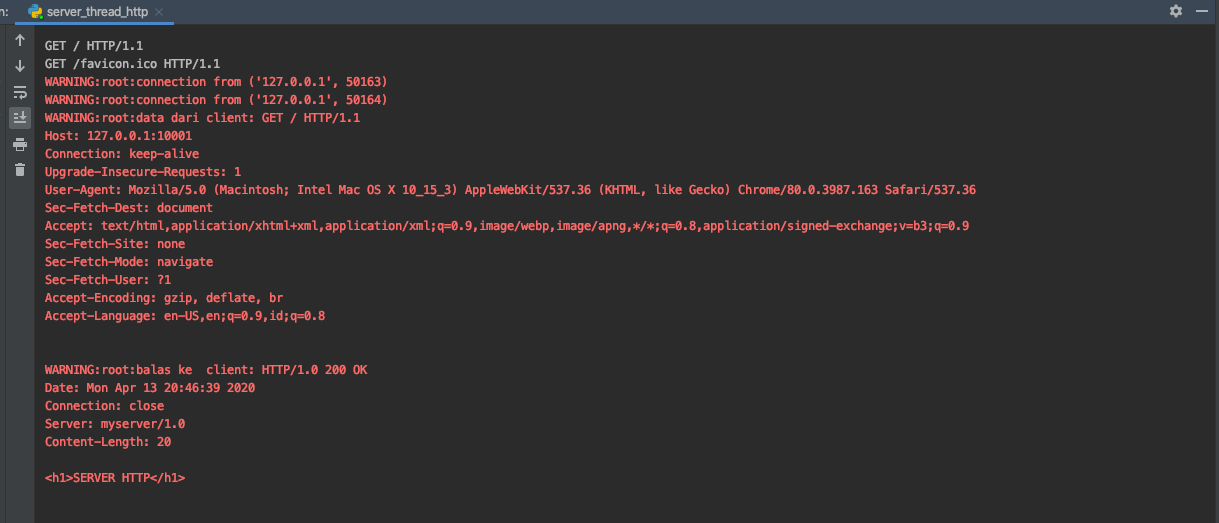 n:
server_thread_http
GET / HTTP/1.1
GET /favicon.ico HTTP/1.1
WARNING:root:connection from ('127.0.0.1', 50163)
WARNING:root:connection from ('127.0.0.1', 50164)
WARNING:root:data dari client: GET / HTTP/1.1
Host: 127.0.0.1:10001
Connection: keep-alive
Upgrade-Insecure-Requests: 1
User-Agent: Mozilla/5.0 (Macintosh; Intel Mac OS X 10_15_3) AppleWebKit/537.36 (KHTML, like Gecko) Chrome/80.0.3987.163 Safari/537.36
Sec-Fetch-Dest: document
Accept: text/html,application/xhtml+xml,application/xml;q=0.9,image/webp,image/apng,*/*;q=0.8,application/signed-exchange;v=b3;q=0.9
Sec-Fetch-Site: none
Sec-Fetch-Mode: navigate
Sec-Fetch-User: ?1
Accept-Encoding: gzip, deflate, br
Accept-Language: en-US,en;q=0.9,id;q=0.8
WARNING:root:balas ke  client: HTTP/1.0 200 OK
Date: Mon Apr 13 20:46:39 2020
Connection: close
Server: myserver/1.0
Content-Length: 20
<h1>SERVER HTTP</h1>